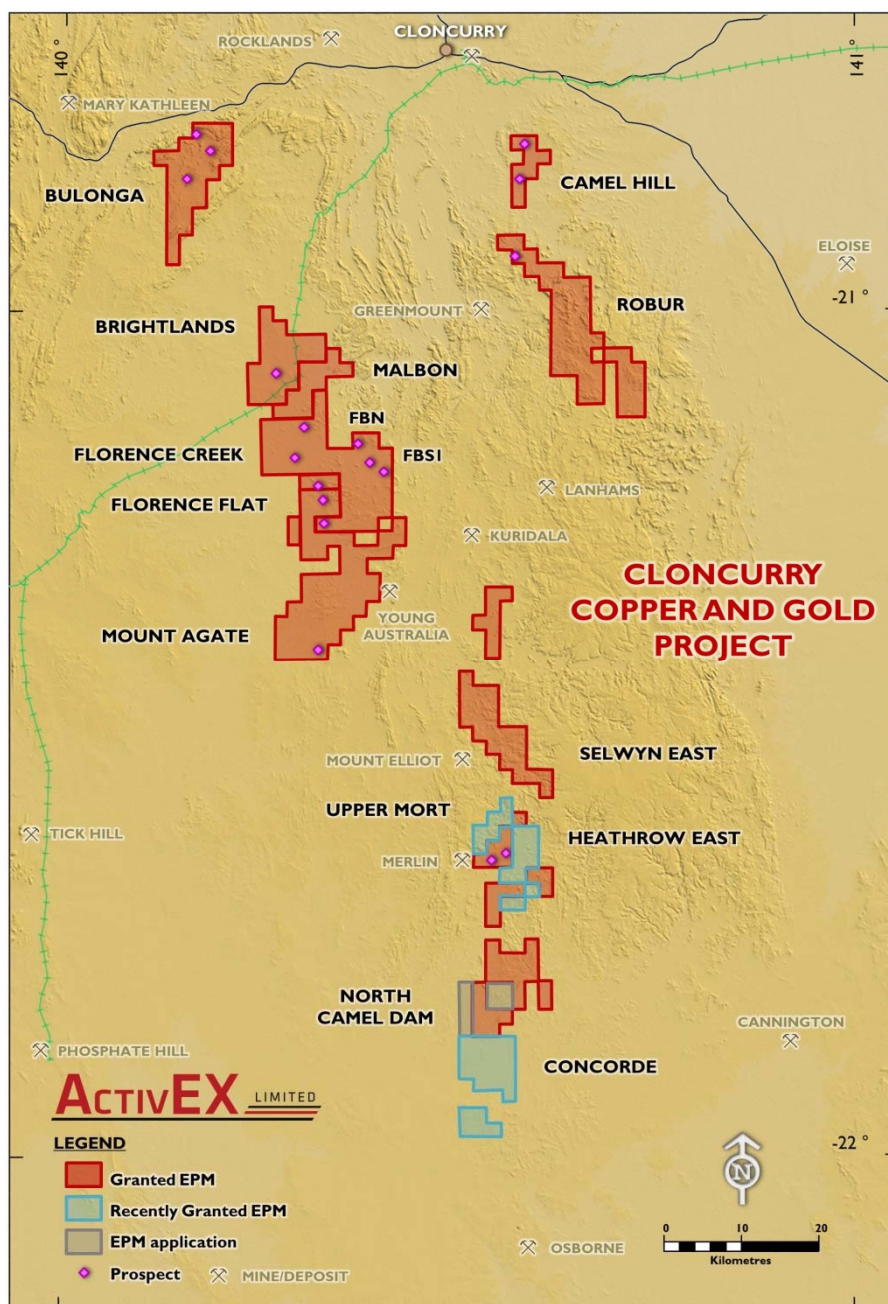 ROCKLANDS
CLONCURRY
140 °
141 °
MARY KATHLEEN
BULONGA
CAMEL HILL
ELOISE
-21 °
BRIGHTLANDS
GREENMOUNT
ROBUR
MALBON
FBN
FLORENCE CREEK
FBSI
FLORENCE FLAT
LANHAMS
KURIDALA
CLONCURRY
COPPER AND GOLD
PROJECT
YOUNG
AUSTRALIA
MOUNT AGATE
MOUNT ELLIOT
SELWYN EAST
UPPER MORT
TICK HILL
HEATHROW EAST
MERLIN
NORTH
CAMEL DAM
CANNINGTON
PHOSPHATE HILL
CONCORDE
ACTIVEX LIMITED
LEGEND
Granted EPM
Recently Granted EPM
EPM application
Prospect
MINE/DEPOSIT
-22 °
N
OSBORNE
0 10 20
Kilometres